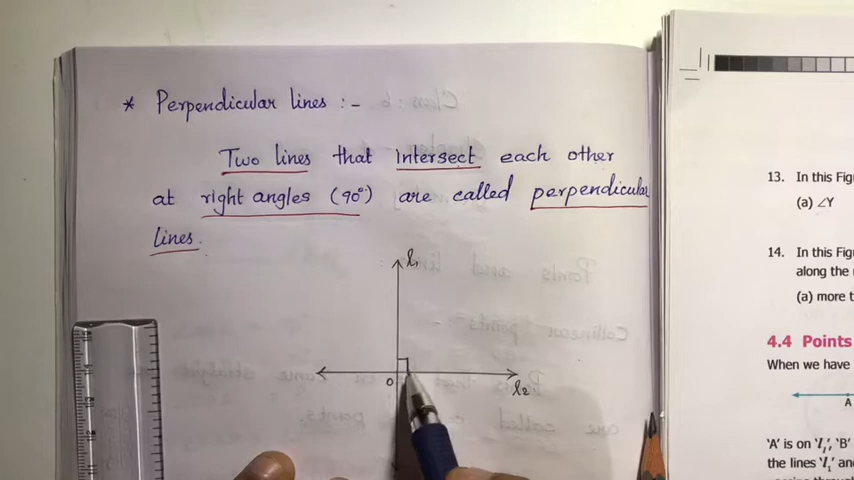 * Perpendicular lines :-
Two lines that intersect each other
at right angles (90°) are called perpendicular
lines.
l₁
o
l₂
13. In this Fig
(a) ∠Y
14. In this Fig
along the
(a) more t
4.4 Points
When we have
A
'A' is on 'l₁', 'B'
the lines 'l₁' and